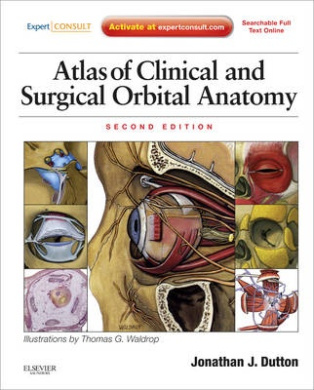 Expert CONSULT
Activate at expertconsult.com
Searchable Full
Text Online
Atlas of Clinical and
Surgical Orbital Anatomy
SECOND EDITION
WALDROP
Illustrations by Thomas G. Waldrop
ELSEVIER
SAUNDERS
Jonathan J. Dutton